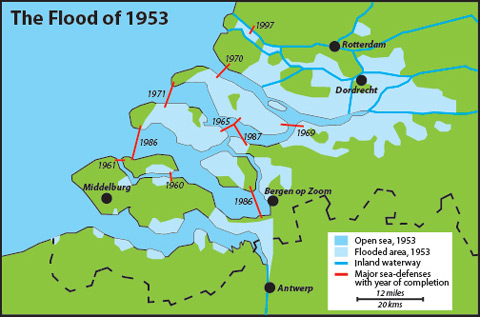 The Flood of 1953
1997
Rotterdam
1970
Dordrecht
1971
1965
1987
1969
1986
1961
1960
Middelburg
1986
Bergen op Zoom
Open sea, 1953
Flooded area, 1953
Inland waterway
Major sea-defenses
with year of completion
12 miles
20 kms
Antwerp